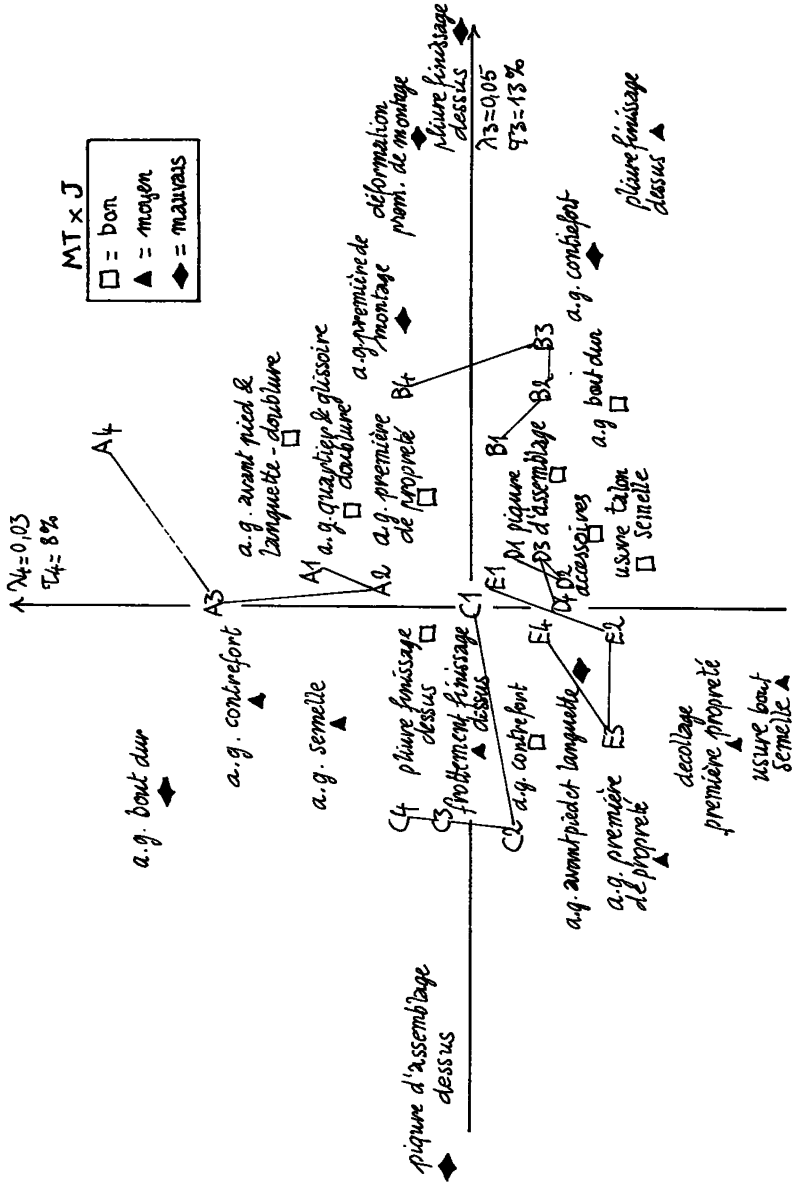 MT x J
□ = bon
▲ = moyen
◆ = mauvais
↑ λ4=0,03
τ4= 8%
A4
a.g. bout dur
A3
a.g. contrefort
a.g. avant pied &
languette - doublure
A1
a.g. quartier & glissoire
doublure
a.g. semelle
A2
a.g. première
de propreté
B4
a.g. première de
montage
déformation
prem. de montage
pliure finissage
dessus
λ3=0,05
τ3=13%
pliure finissage
dessus
C4
C3
frottement finissage
dessus
C1
piqure d'assemblage
dessus
C2
a.g. contrefort
E1
B1
B2
B3
D1 piqure
D3 d'assemblage
D2
D4
accessoires
E4
a.g. avant pied et languette
a.g. bout dur
a.g. contrefort
pliure finissage
dessus
E2
E3
usure talon
semelle
a.g. première
de propreté
decollage
première propreté
usure bout
semelle